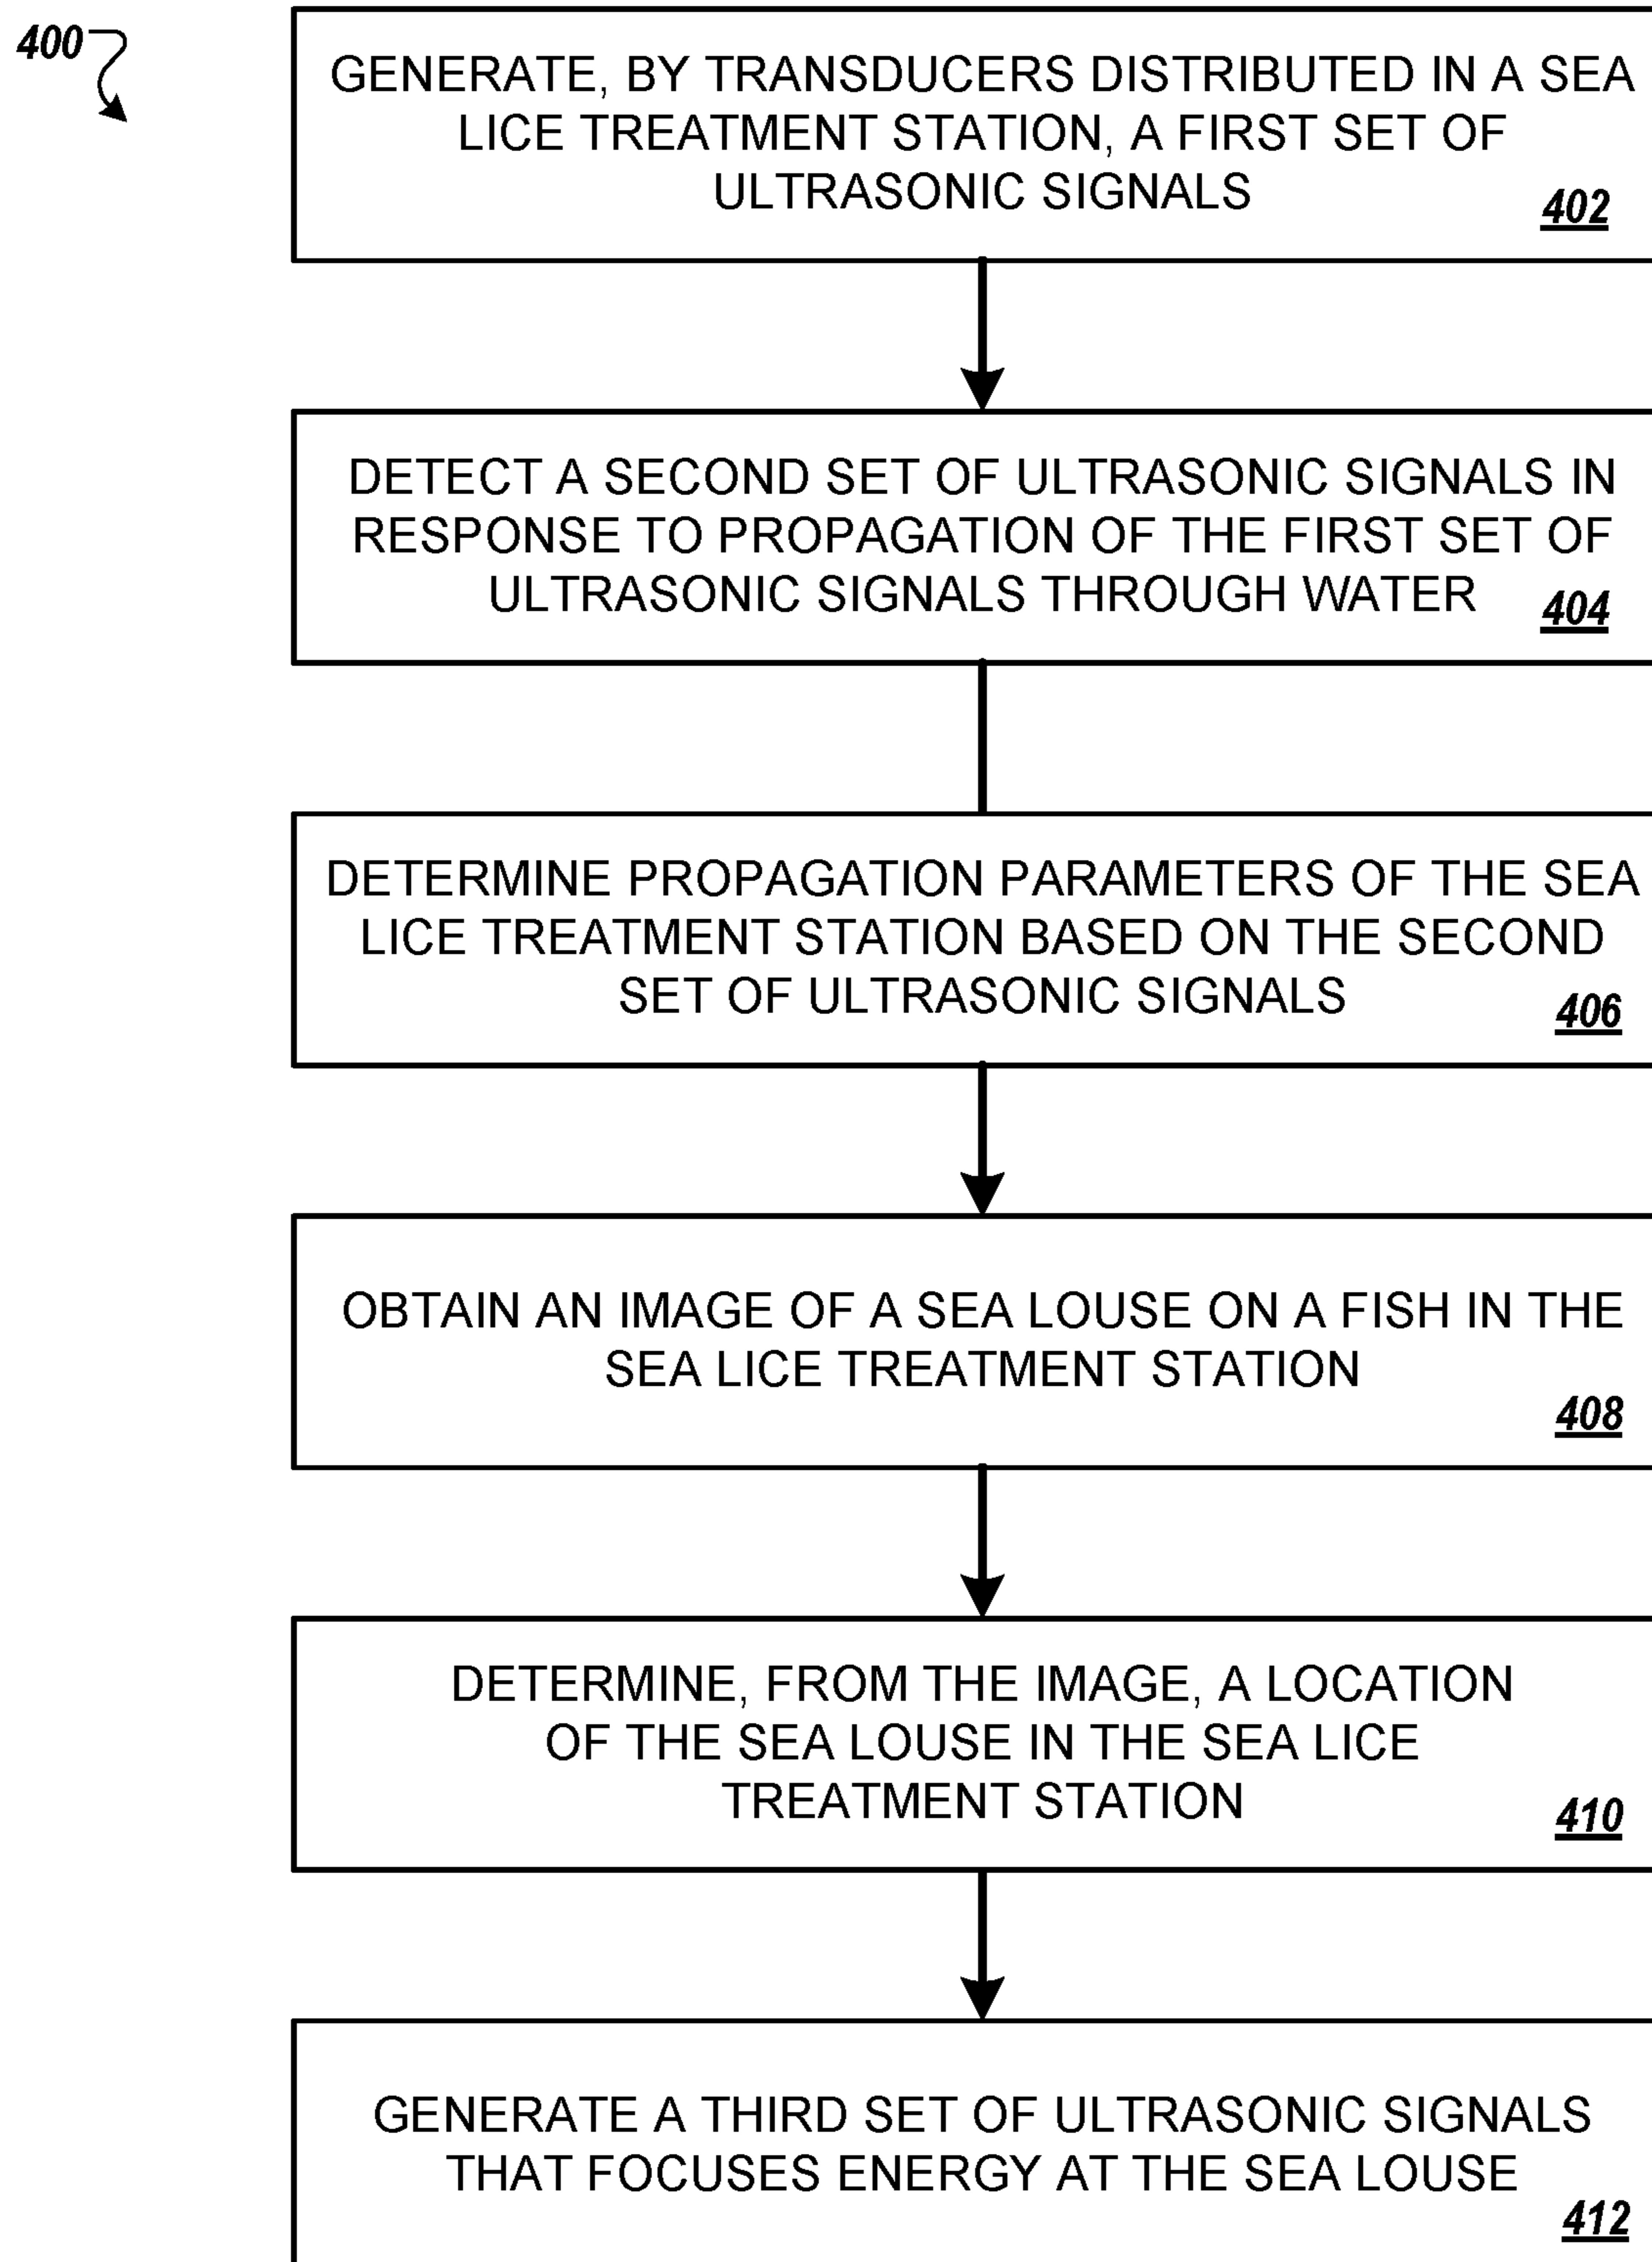 400
GENERATE, BY TRANSDUCERS DISTRIBUTED IN A SEA
LICE TREATMENT STATION, A FIRST SET OF
ULTRASONIC SIGNALS
402
DETECT A SECOND SET OF ULTRASONIC SIGNALS IN
RESPONSE TO PROPAGATION OF THE FIRST SET OF
ULTRASONIC SIGNALS THROUGH WATER
404
DETERMINE PROPAGATION PARAMETERS OF THE SEA
LICE TREATMENT STATION BASED ON THE SECOND
SET OF ULTRASONIC SIGNALS
406
OBTAIN AN IMAGE OF A SEA LOUSE ON A FISH IN THE
SEA LICE TREATMENT STATION
408
DETERMINE, FROM THE IMAGE, A LOCATION
OF THE SEA LOUSE IN THE SEA LICE
TREATMENT STATION
410
GENERATE A THIRD SET OF ULTRASONIC SIGNALS
THAT FOCUSES ENERGY AT THE SEA LOUSE
412